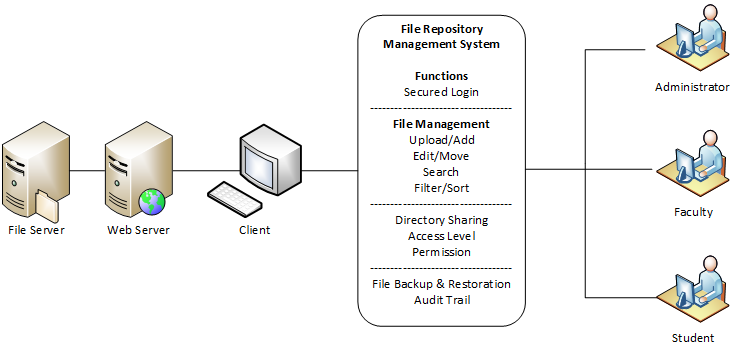 File Repository
Management System
Functions
Secured Login
----------------------------------
File Management
Upload/Add
Edit/Move
Search
Filter/Sort
----------------------------------
Directory Sharing
Access Level
Permission
----------------------------------
File Backup & Restoration
Audit Trail
File Server
Web Server
Client
Administrator
Faculty
Student